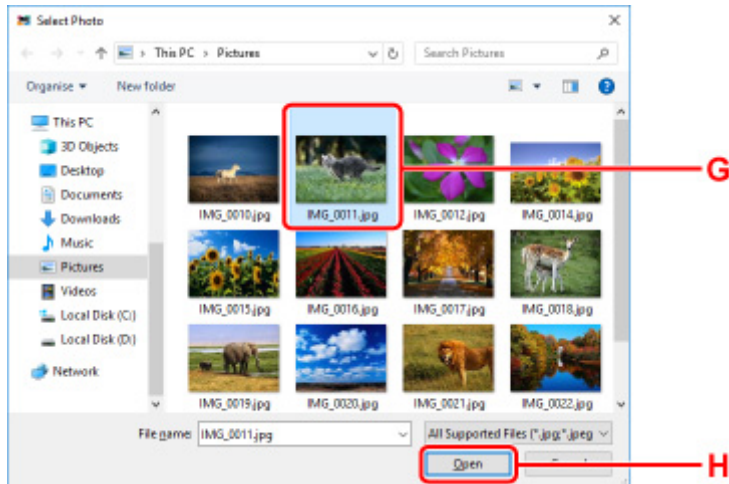 Select Photo
This PC > Pictures
Search Pictures
Organise
New folder
This PC
3D Objects
Desktop
Documents
Downloads
Music
Pictures
Videos
Local Disk (C:)
Local Disk (D:)
Network
IMG_0010.jpg
IMG_0011.jpg
IMG_0012.jpg
IMG_0014.jpg
G
IMG_0015.jpg
IMG_0016.jpg
IMG_0017.jpg
IMG_0018.jpg
IMG_0019.jpg
IMG_0020.jpg
IMG_0021.jpg
IMG_0022.jpg
File name: IMG_0011.jpg
All Supported Files (*.jpg;*.jpeg
Open
H